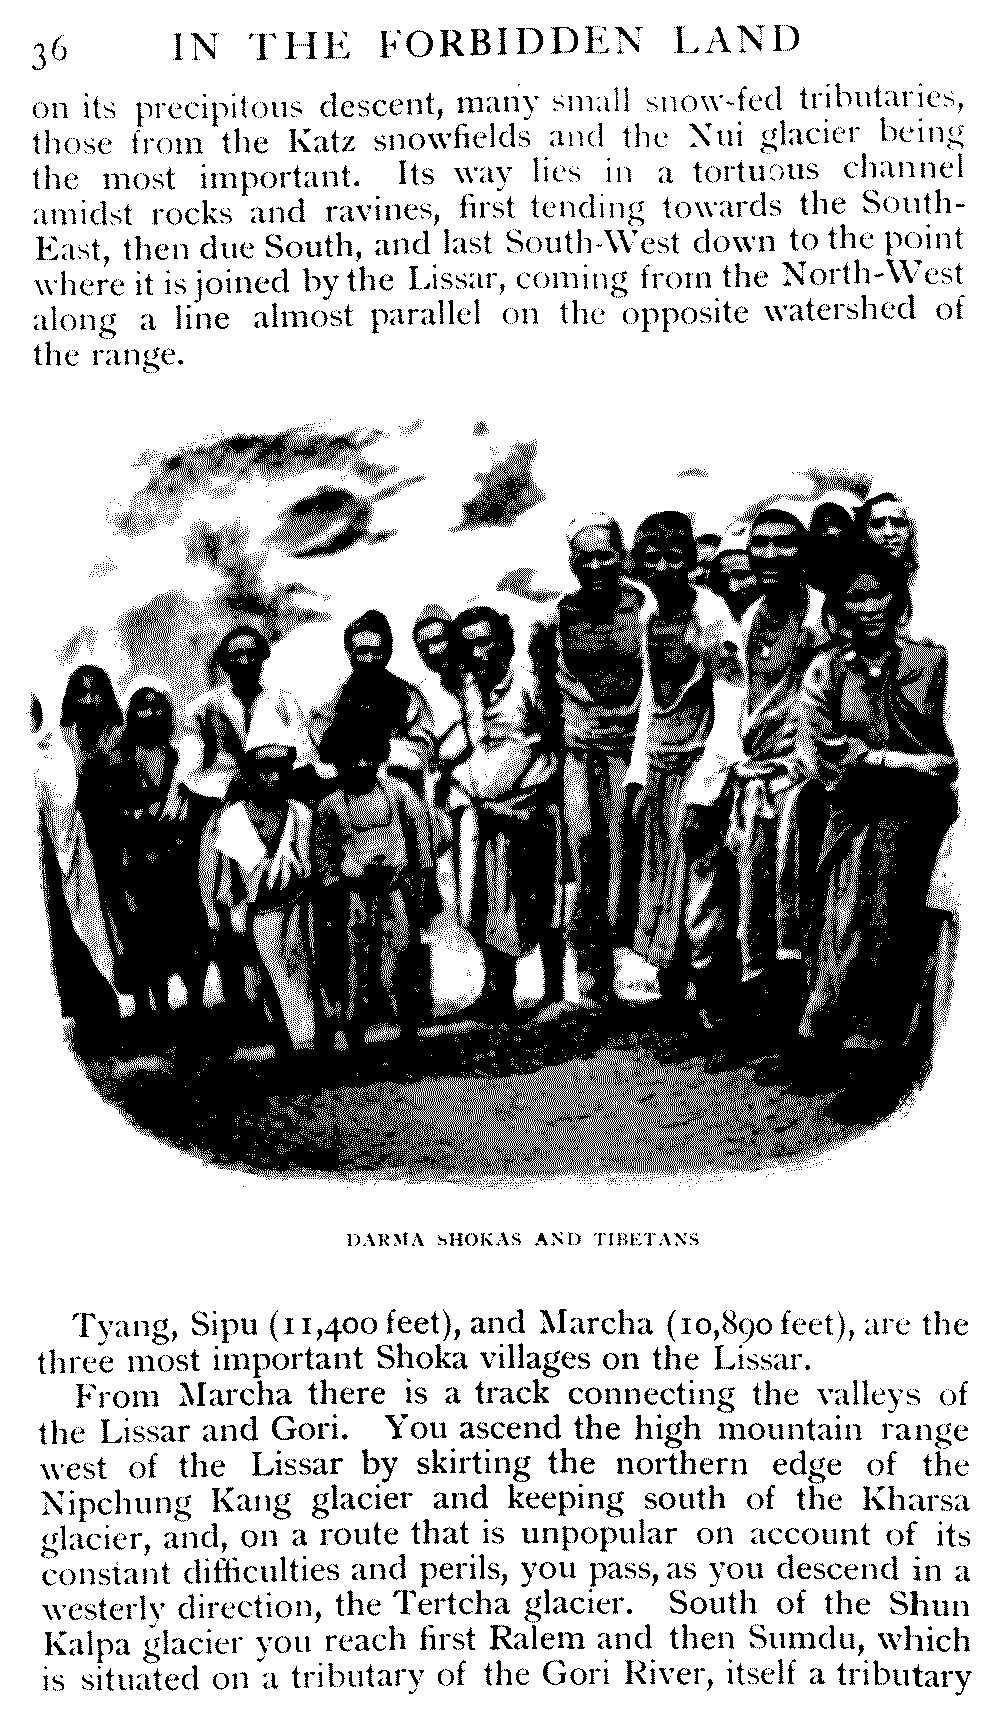 36 IN THE FORBIDDEN LAND
on its precipitous descent, many small snow-fed tributaries,
those from the Katz snowfields and the Nui glacier being
the most important. Its way lies in a tortuous channel
amidst rocks and ravines, first tending towards the South-
East, then due South, and last South-West down to the point
where it is joined by the Lissar, coming from the North-West
along a line almost parallel on the opposite watershed of
the range.
DARMA SHOKAS AND TIBETANS
Tyang, Sipu (11,400 feet), and Marcha (10,890 feet), are the
three most important Shoka villages on the Lissar.
From Marcha there is a track connecting the valleys of
the Lissar and Gori. You ascend the high mountain range
west of the Lissar by skirting the northern edge of the
Nipchung Kang glacier and keeping south of the Kharsa
glacier, and, on a route that is unpopular on account of its
constant difficulties and perils, you pass, as you descend in a
westerly direction, the Tertcha glacier. South of the Shun
Kalpa glacier you reach first Ralem and then Sumdu, which
is situated on a tributary of the Gori River, itself a tributary